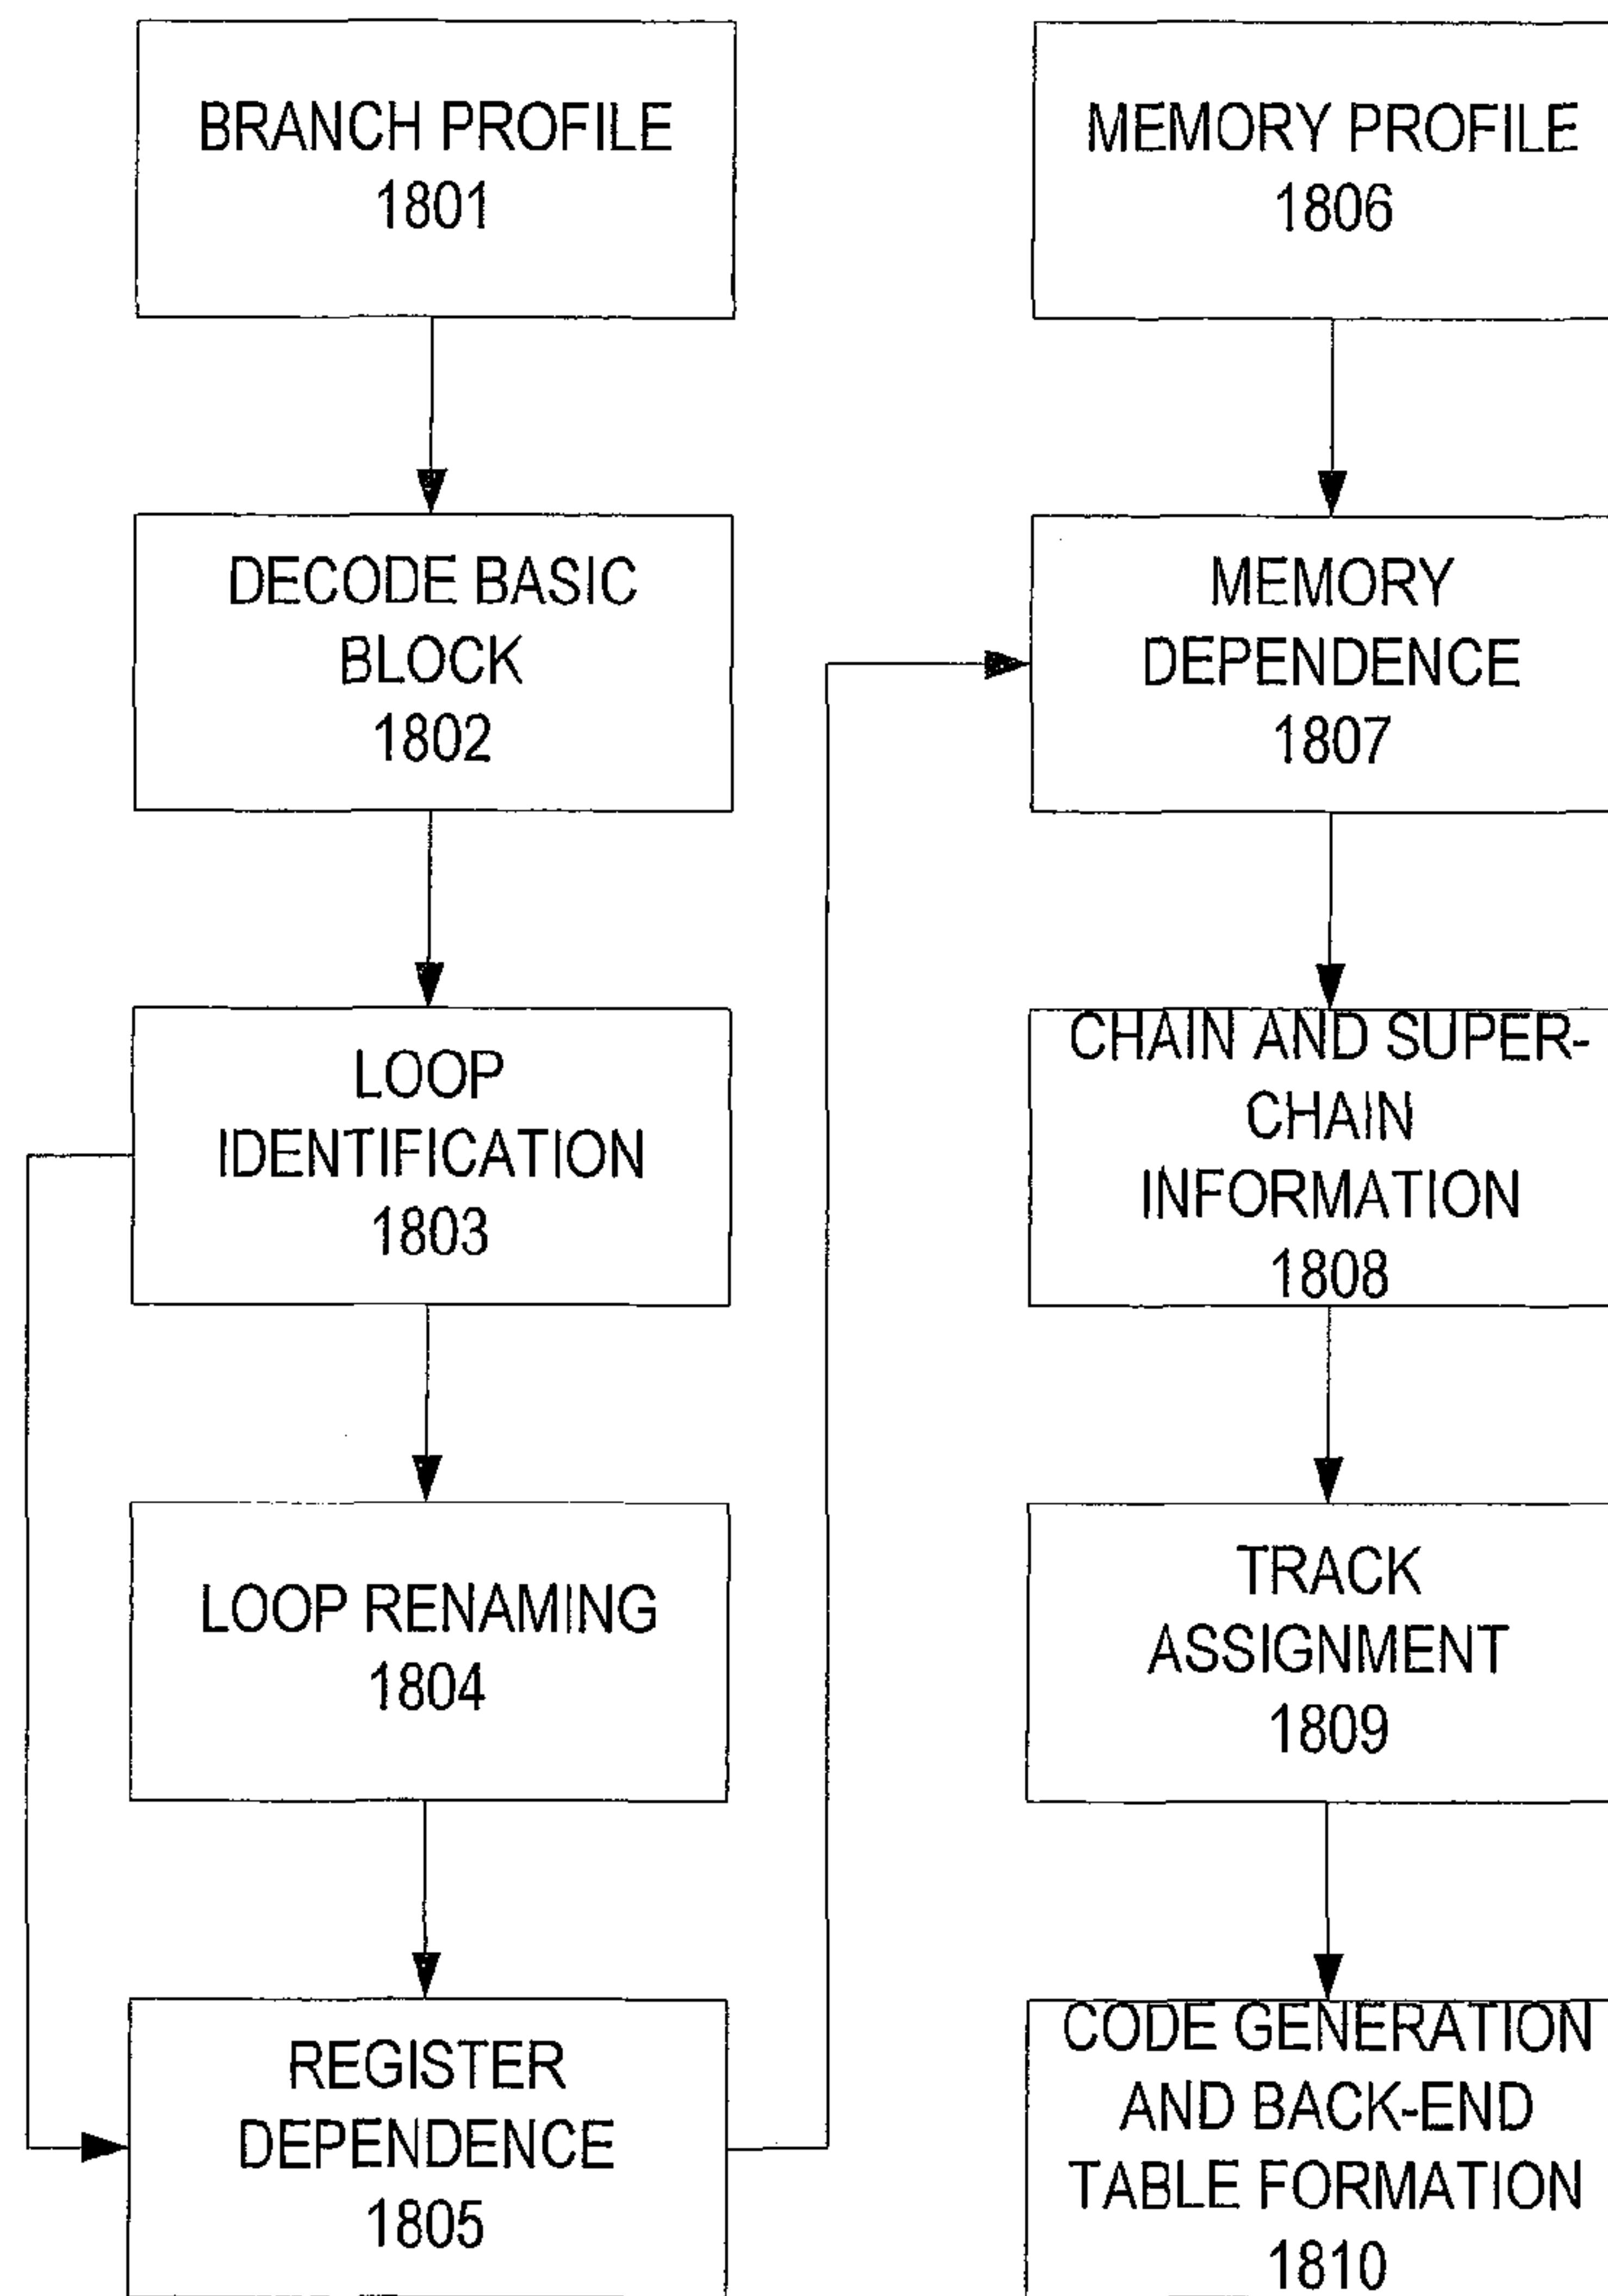 BRANCH PROFILE
1801
DECODE BASIC
BLOCK
1802
LOOP
IDENTIFICATION
1803
LOOP RENAMING
1804
REGISTER
DEPENDENCE
1805
MEMORY PROFILE
1806
MEMORY
DEPENDENCE
1807
CHAIN AND SUPER-
CHAIN
INFORMATION
1808
TRACK
ASSIGNMENT
1809
CODE GENERATION
AND BACK-END
TABLE FORMATION
1810